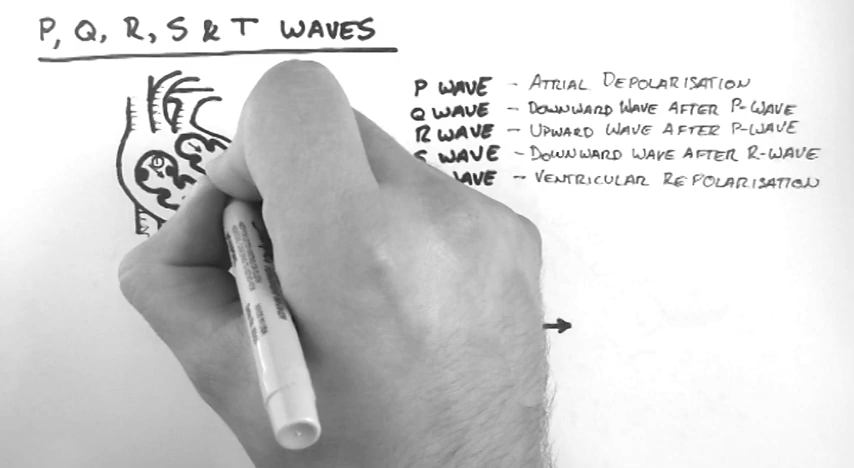 P, Q, R, S & T WAVES
P WAVE - ATRIAL DEPOLARISATION
Q WAVE - DOWNWARD WAVE AFTER P-WAVE
R WAVE - UPWARD WAVE AFTER P-WAVE
S WAVE - DOWNWARD WAVE AFTER R-WAVE
WAVE - VENTRICULAR REPOLARISATION